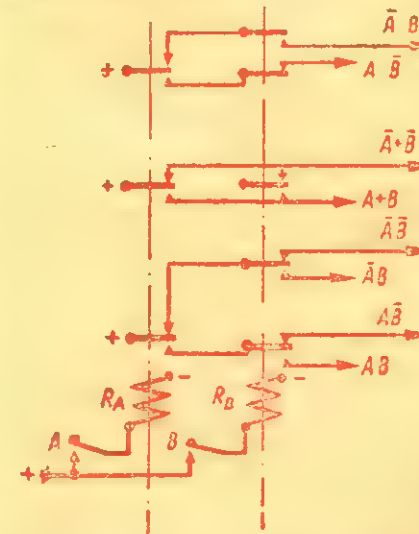 Ā B
+ A B̄
Ā+B̄
+ A+B
Ā B̄
Ā B
+ A B̄
A B
R_A − R_B −
A B
+